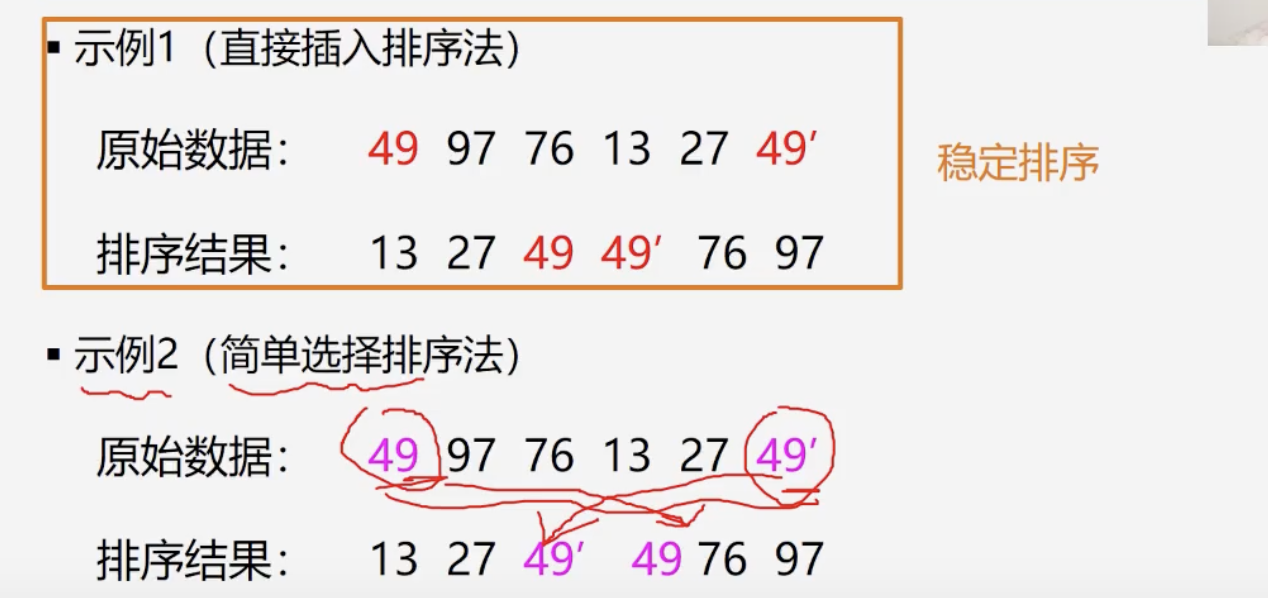 ▪ 示例1（直接插入排序法）
原始数据： 49 97 76 13 27 49′
稳定排序
排序结果： 13 27 49 49′ 76 97
▪ 示例2（简单选择排序法）
原始数据： 49 97 76 13 27 49′
排序结果： 13 27 49′ 49 76 97